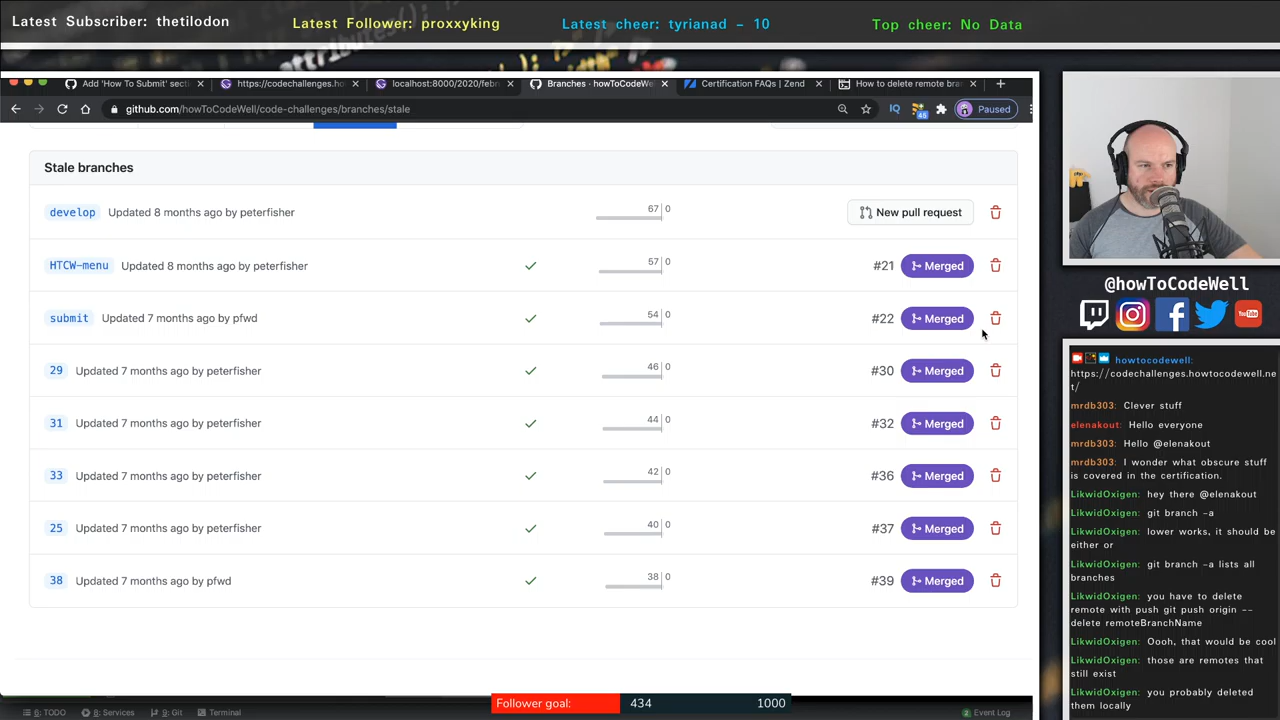 Latest Subscriber: thetilodon
Latest Follower: proxxyking
Latest cheer: tyrianad - 10
Top cheer: No Data
attributes()
Add 'How To Submit' secti
https://codechallenges.ho
localhost:8000/2020/febr
Branches · howToCodeWe
Certification FAQs | Zend
How to delete remote bra
github.com/howToCodeWell/code-challenges/branches/stale
IQ
46
Paused
Stale branches
develop Updated 8 months ago by peterfisher
67 0
New pull request
HTCW-menu Updated 8 months ago by peterfisher
57 0
#21 Merged
submit Updated 7 months ago by pfwd
54 0
#22 Merged
29 Updated 7 months ago by peterfisher
46 0
#30 Merged
31 Updated 7 months ago by peterfisher
44 0
#32 Merged
33 Updated 7 months ago by peterfisher
42 0
#36 Merged
25 Updated 7 months ago by peterfisher
40 0
#37 Merged
38 Updated 7 months ago by pfwd
38 0
#39 Merged
@howToCodeWell
You Tube
howtocodewell:
https://codechallenges.howtocodewell.ne
t/
mrdb303: Clever stuff
elenakout: Hello everyone
mrdb303: Hello @elenakout
mrdb303: I wonder what obscure stuff
is covered in the certification.
LikwidOxigen: hey there @elenakout
LikwidOxigen: git branch -a
LikwidOxigen: lower works, it should be
either or
LikwidOxigen: git branch -a lists all
branches
LikwidOxigen: you have to delete
remote with push git push origin --
delete remoteBranchName
LikwidOxigen: Oooh, that would be cool
LikwidOxigen: those are remotes that
still exist
LikwidOxigen: you probably deleted
them locally
6: TODO
8: Services
9: Git
Terminal
Follower goal:
434
1000
2 Event Log